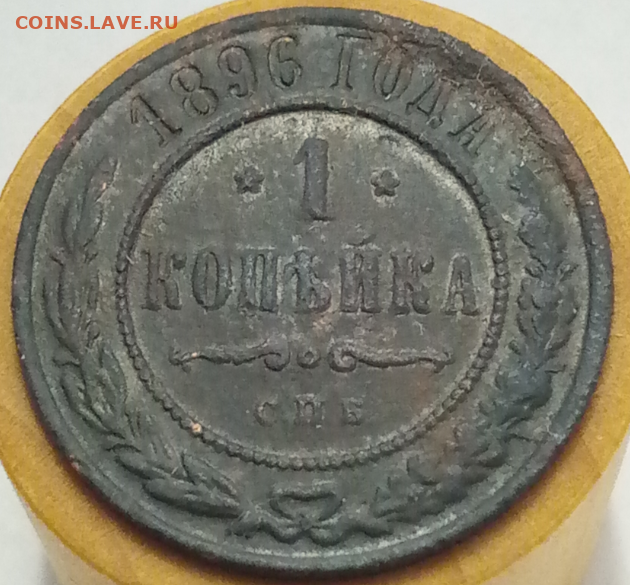 COINS.LAVE.RU
1896 ГОДА
* 1 *
КОПѢЙКА
СПБ